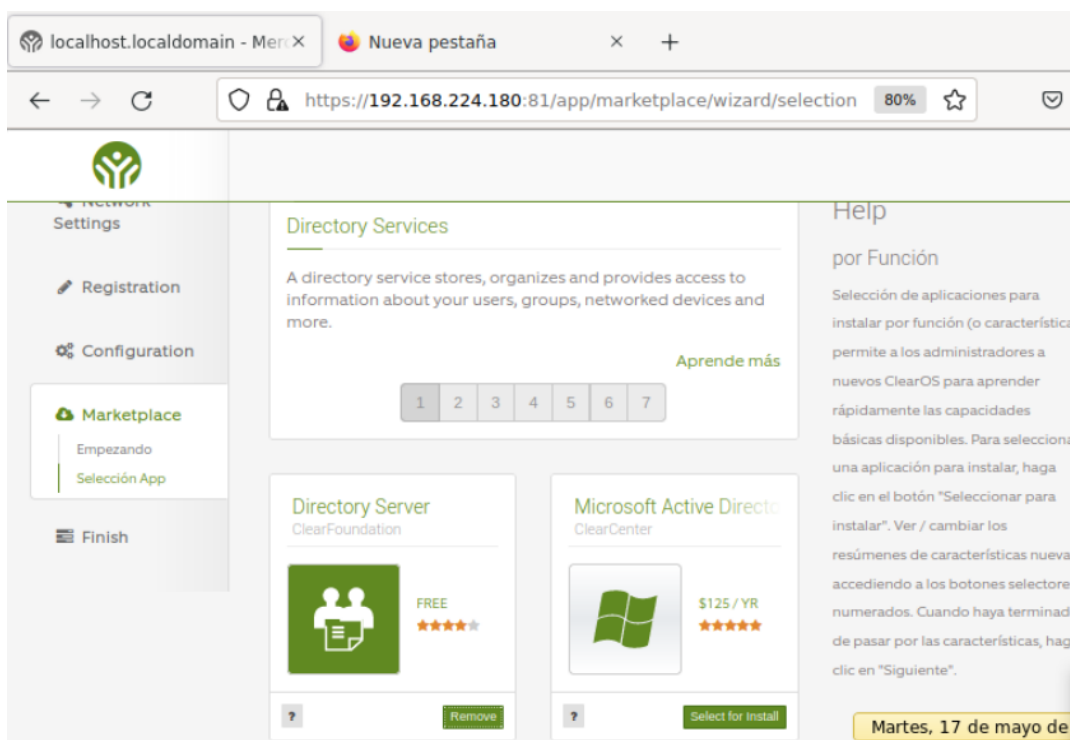 localhost.localdomain - Mer
Nueva pestaña
https://192.168.224.180:81/app/marketplace/wizard/selection
80%
Network
Settings
Registration
Configuration
Marketplace
Empezando
Selección App
Finish
Directory Services
A directory service stores, organizes and provides access to
information about your users, groups, networked devices and
more.
Aprende más
1 2 3 4 5 6 7
Directory Server
ClearFoundation
FREE
?
Remove
Microsoft Active Directo
ClearCenter
$125 / YR
?
Select for Install
Help
por Función
Selección de aplicaciones para
instalar por función (o característica
permite a los administradores a
nuevos ClearOS para aprender
rápidamente las capacidades
básicas disponibles. Para selecciona
una aplicación para instalar, haga
clic en el botón "Seleccionar para
instalar". Ver / cambiar los
resúmenes de características nueva
accediendo a los botones selectore
numerados. Cuando haya terminad
de pasar por las características, hag
clic en "Siguiente".
Martes, 17 de mayo de